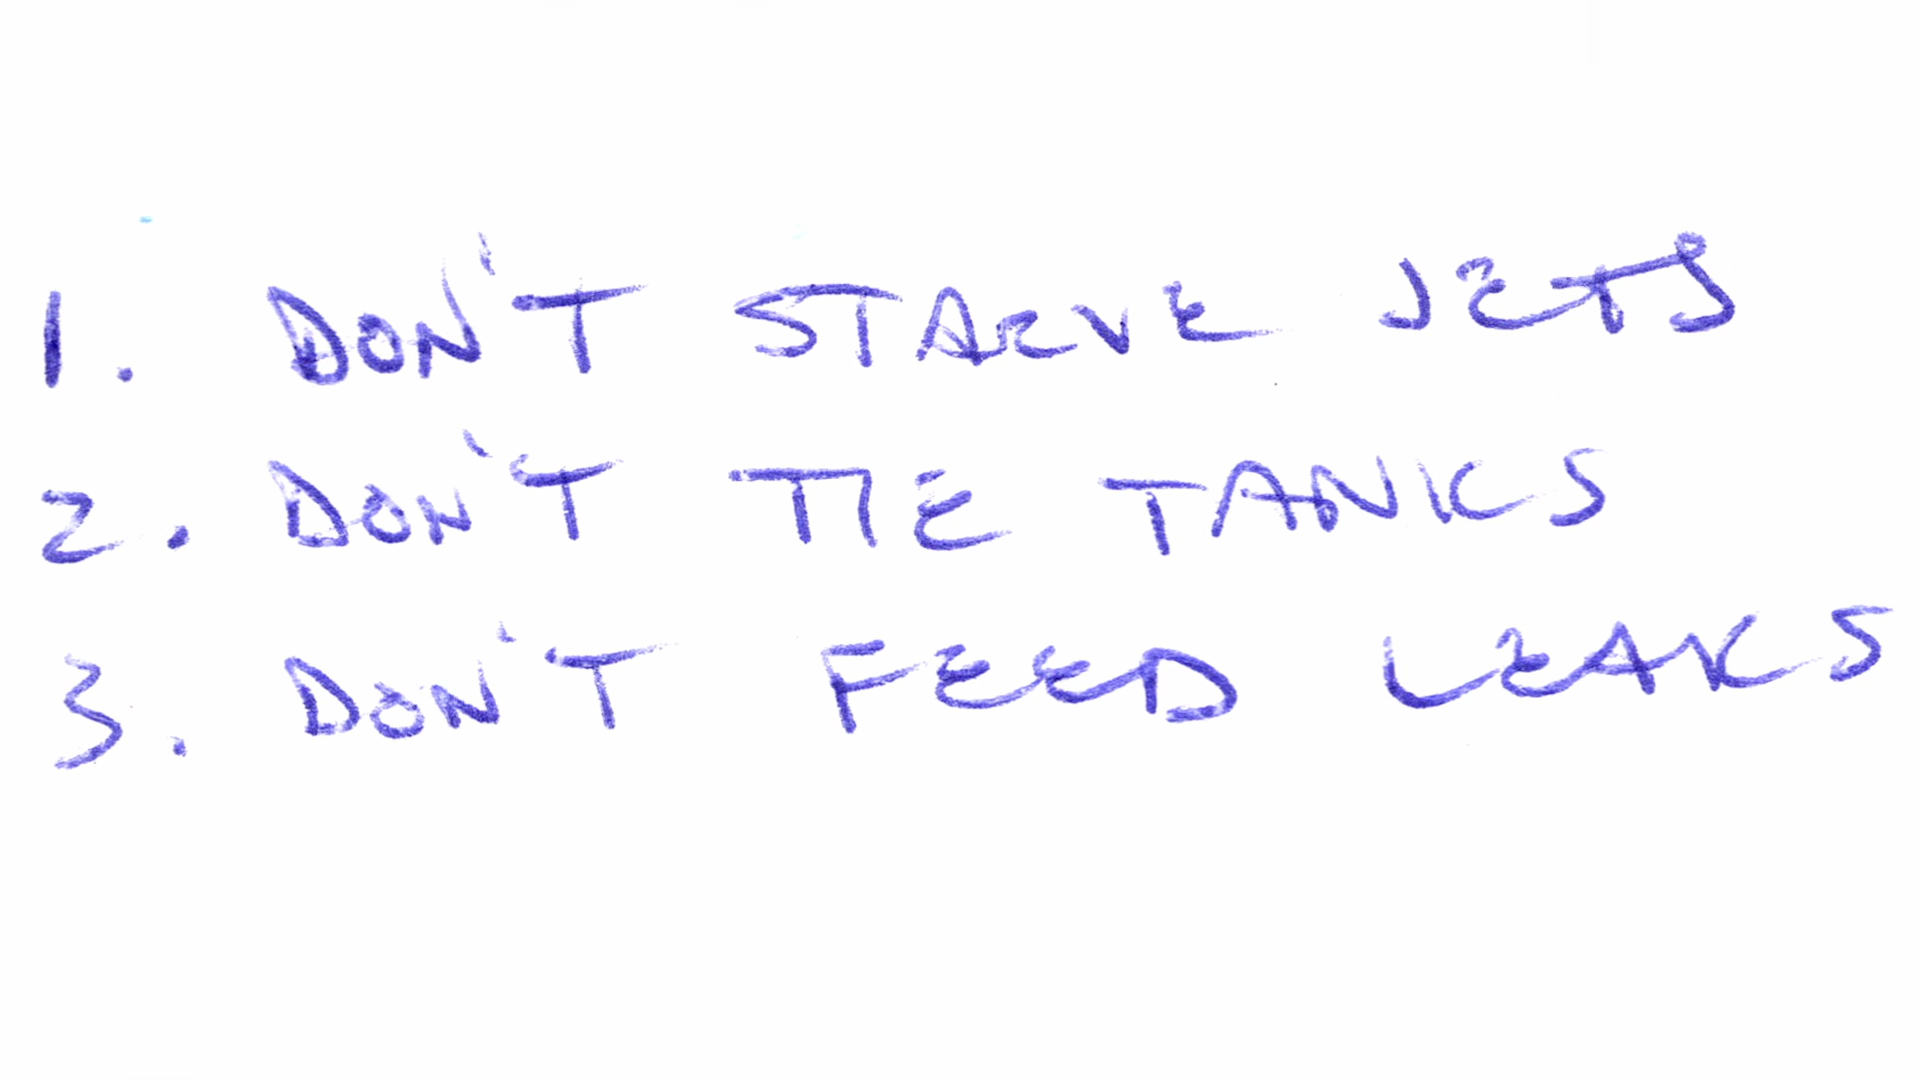 1. DON'T STARVE JETS
2. DON'T TIE TANKS
3. DON'T FEED LEAKS